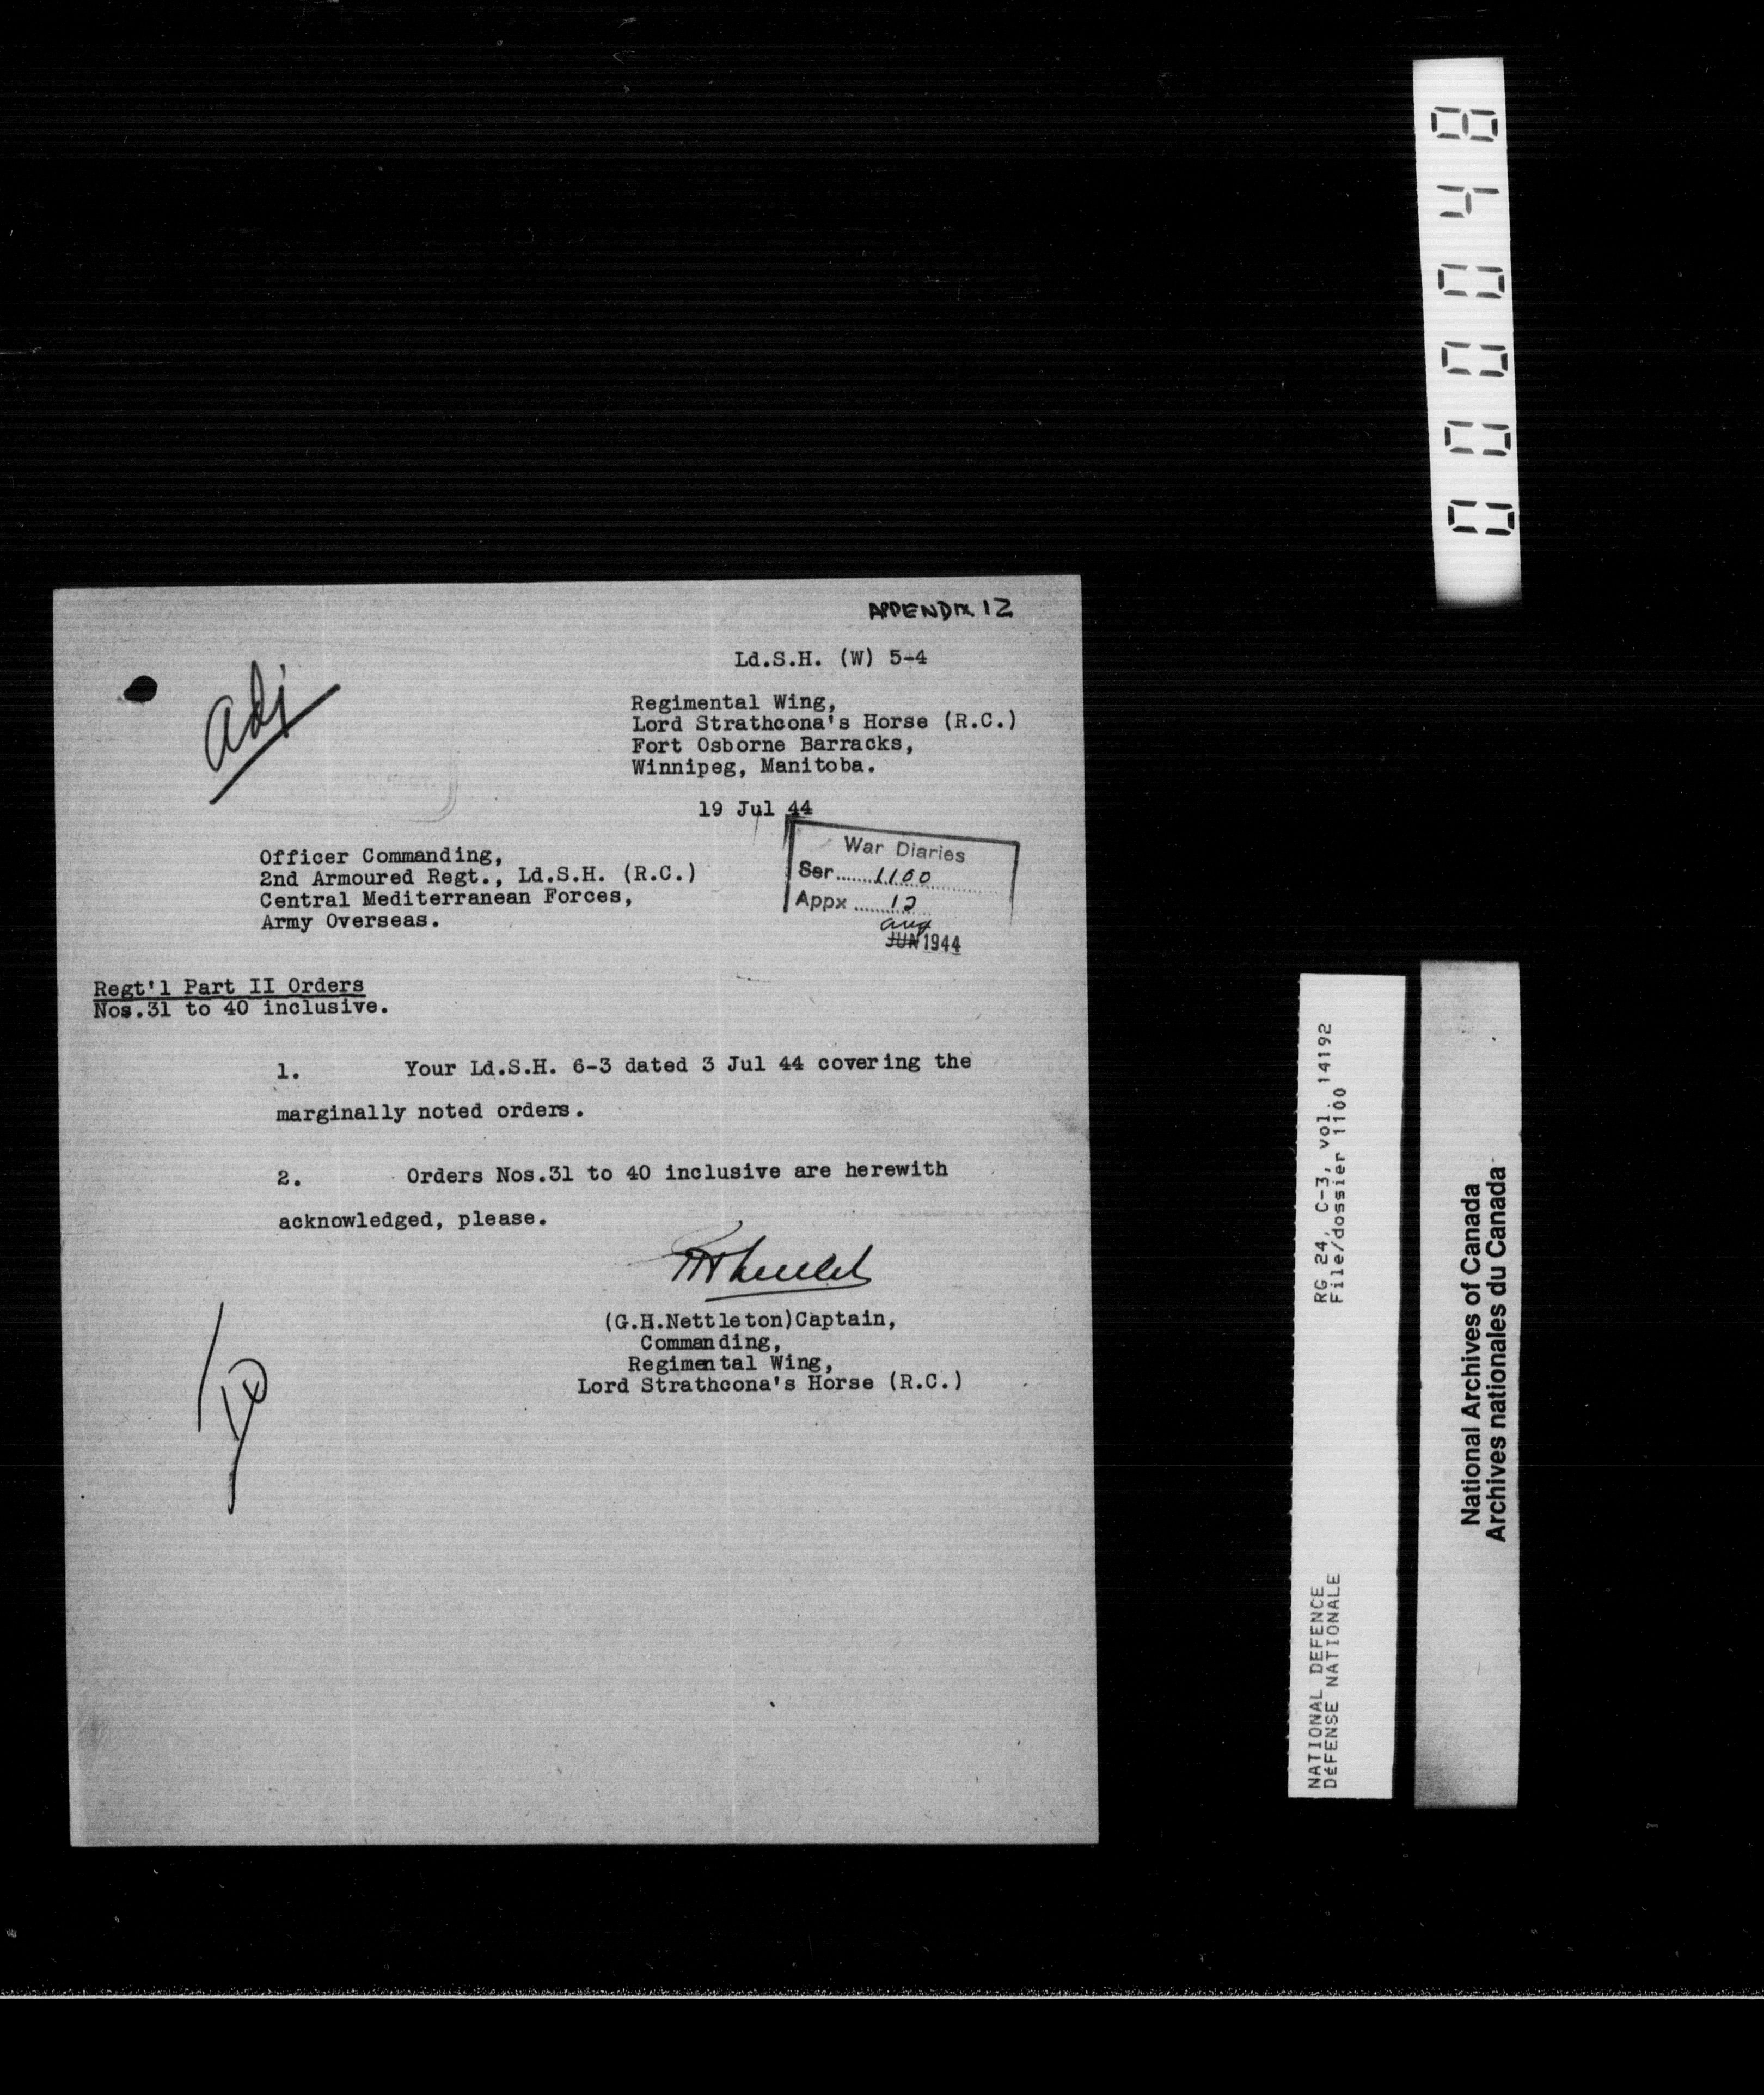 APPENDIX 12
Ld.S.H. (W) 5-4
adj
Regimental Wing,
Lord Strathcona's Horse (R.C.)
Fort Osborne Barracks,
Winnipeg, Manitoba.
19 Jul 44
War Diaries
Ser........1100
Appx.......12
Aug
JUN 1944
Officer Commanding,
2nd Armoured Regt., Ld.S.H. (R.C.)
Central Mediterranean Forces,
Army Overseas.
Regt'l Part II Orders
Nos.31 to 40 inclusive.
1. Your Ld.S.H. 6-3 dated 3 Jul 44 covering the
marginally noted orders.
2. Orders Nos.31 to 40 inclusive are herewith
acknowledged, please.
(G.H.Nettleton)Captain,
Commanding,
Regimental Wing,
Lord Strathcona's Horse (R.C.)
000048
NATIONAL DEFENCE RG 24, C-3, vol. 14192
DéFENSE NATIONALE File/dossier 1100
National Archives of Canada
Archives nationales du Canada